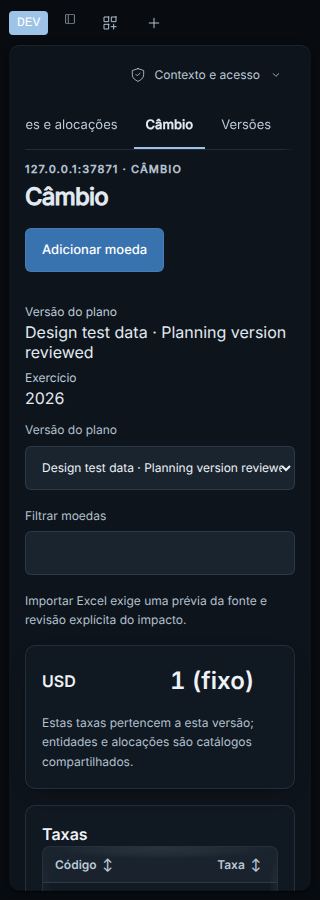 DEV
Contexto e acesso
es e alocações Câmbio Versões
127.0.0.1:37871 · CÂMBIO
Câmbio
Adicionar moeda
Versão do plano
Design test data · Planning version
reviewed
Exercício
2026
Versão do plano
Design test data · Planning version reviewe
Filtrar moedas
Importar Excel exige uma prévia da fonte e
revisão explícita do impacto.
USD 1 (fixo)
Estas taxas pertencem a esta versão;
entidades e alocações são catálogos
compartilhados.
Taxas
Código Taxa